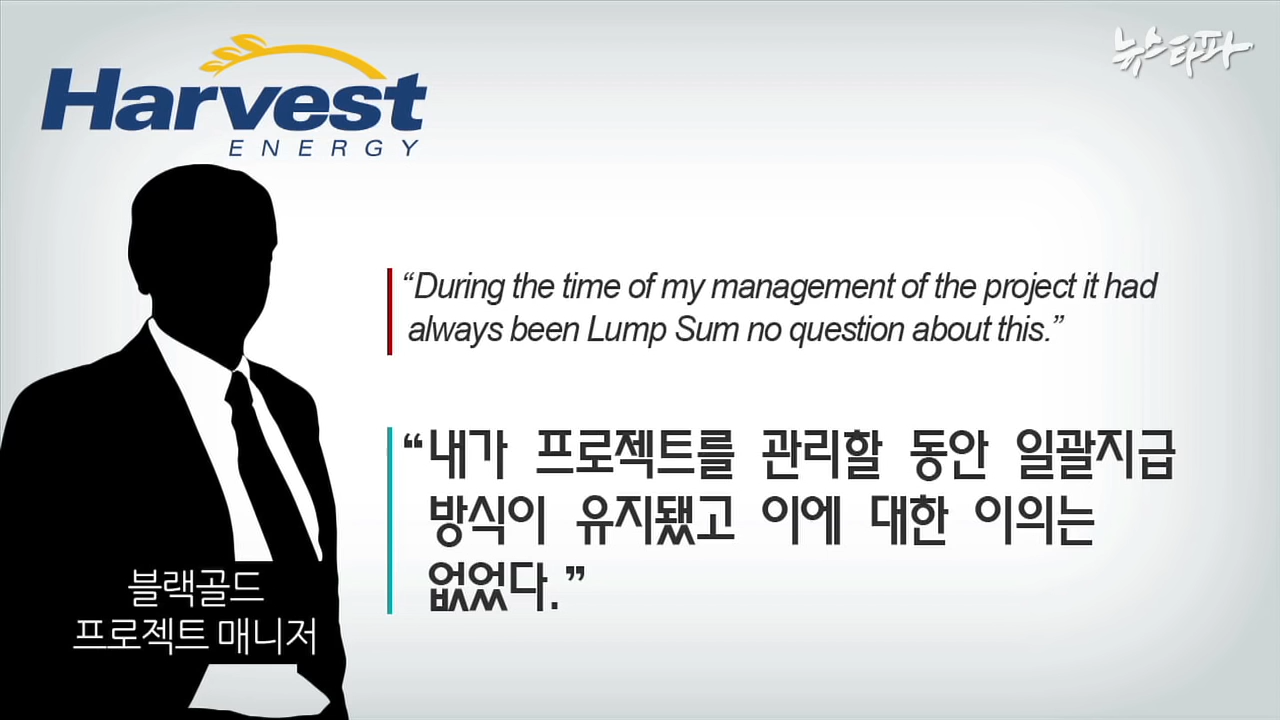 Harvest
ENERGY
뉴스타파
“During the time of my management of the project it had
always been Lump Sum no question about this.”
“내가 프로젝트를 관리할 동안 일괄지급
방식이 유지됐고 이에 대한 이의는
없었다.”
블랙골드
프로젝트 매니저